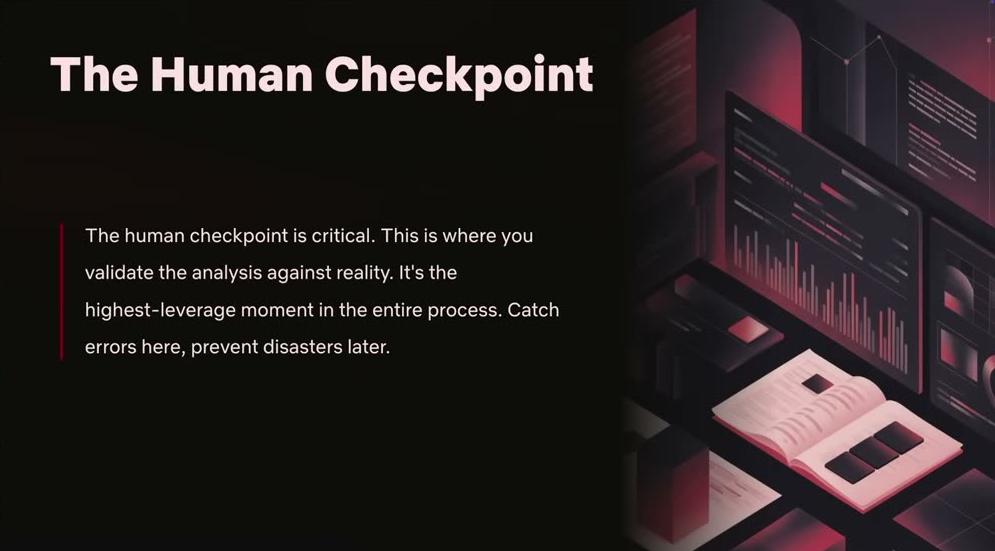 The Human Checkpoint
The human checkpoint is critical. This is where you
validate the analysis against reality. It's the
highest-leverage moment in the entire process. Catch
errors here, prevent disasters later.